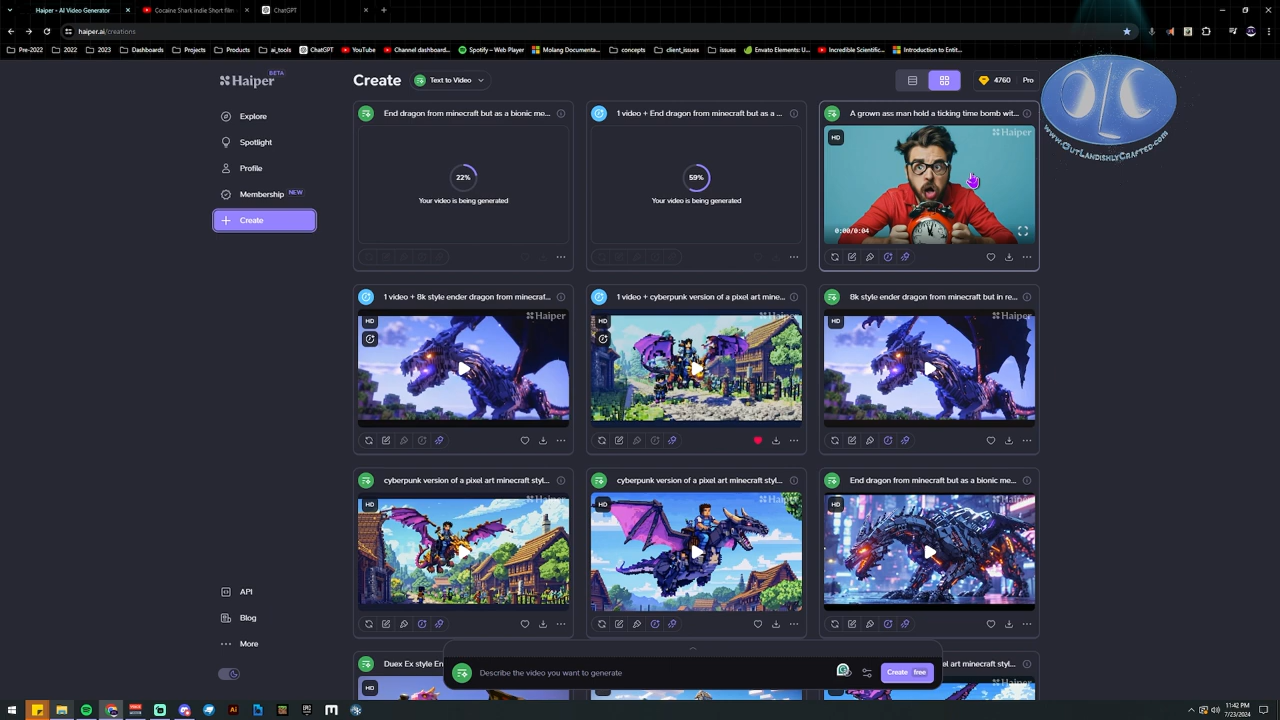 Haiper - AI Video Generator
Cocaine Shark indie Short film
ChatGPT
haiper.ai/creations
Pre-2022
2022
2023
Dashboards
Projects
Products
ai_tools
ChatGPT
YouTube
Channel dashboard...
Spotify – Web Player
Molang Documenta...
concepts
client_issues
issues
Envato Elements: U...
Incredible Scientific...
Introduction to Entit...
Haiper BETA
Create
Text to Video
4760
Pro
www.OutLandishlyCrafted.com
Explore
Spotlight
Profile
Membership NEW
Create
End dragon from minecraft but as a bionic me...
22%
Your video is being generated
1 video + End dragon from minecraft but as a ...
59%
Your video is being generated
A grown ass man hold a ticking time bomb wit...
HD
Haiper
0:00/0:04
1 video + 8k style ender dragon from minecraf...
HD
Haiper
1 video + cyberpunk version of a pixel art mine...
HD
Haiper
8k style ender dragon from minecraft but in re...
HD
Haiper
cyberpunk version of a pixel art minecraft styl...
HD
Haiper
cyberpunk version of a pixel art minecraft styl...
HD
Haiper
End dragon from minecraft but as a bionic me...
HD
Haiper
API
Blog
More
Duex Ex style En
HD
el art minecraft styl...
Haiper
Describe the video you want to generate
Create free
11:42 PM
7/23/2024